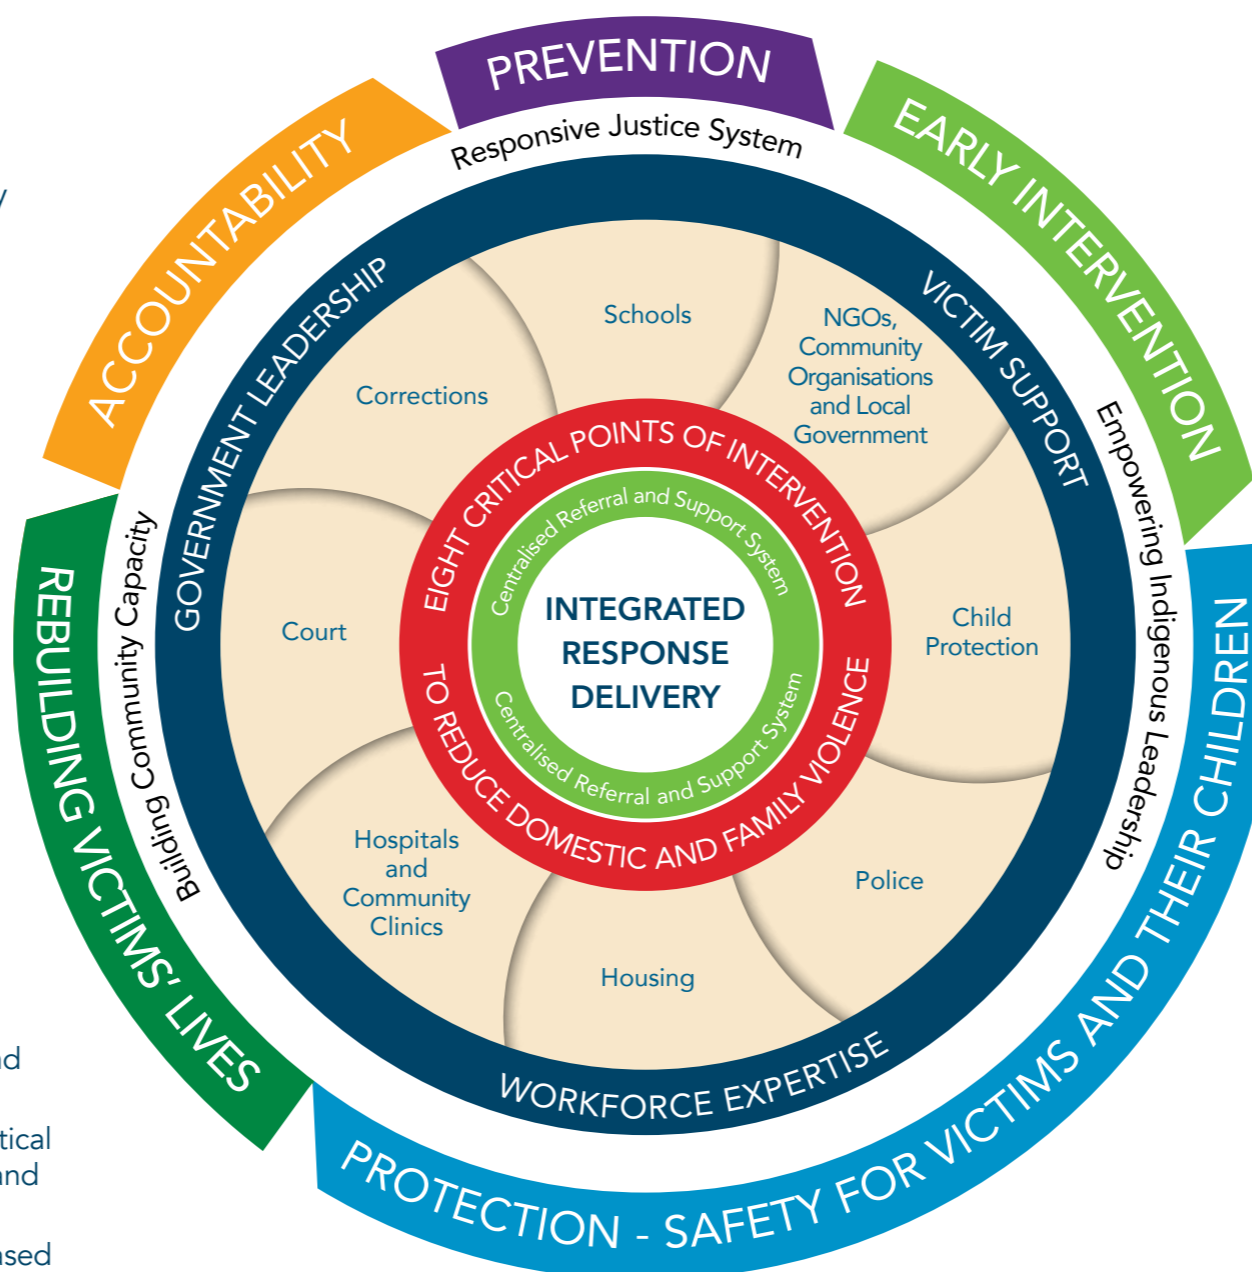 PREVENTION
EARLY INTERVENTION
PROTECTION - SAFETY FOR VICTIMS AND THEIR CHILDREN
REBUILDING VICTIMS' LIVES
ACCOUNTABILITY
Responsive Justice System
Empowering Indigenous Leadership
Building Community Capacity
GOVERNMENT LEADERSHIP
VICTIM SUPPORT
WORKFORCE EXPERTISE
Schools
NGOs,
Community
Organisations
and Local
Government
Child
Protection
Police
Housing
Hospitals
and
Community
Clinics
Court
Corrections
EIGHT CRITICAL POINTS OF INTERVENTION
TO REDUCE DOMESTIC AND FAMILY VIOLENCE
Centralised Referral and Support System
Centralised Referral and Support System
INTEGRATED
RESPONSE
DELIVERY
and